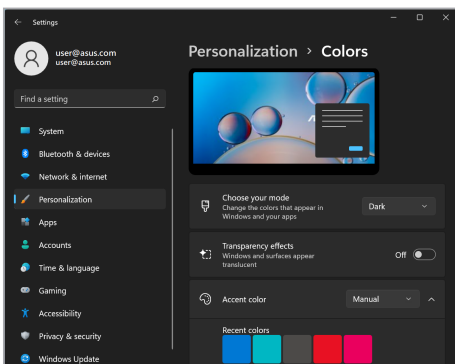 Settings
user@asus.com
user@asus.com
Find a setting
System
Bluetooth & devices
Network & internet
Personalization
Apps
Accounts
Time & language
Gaming
Accessibility
Privacy & security
Windows Update
Personalization > Colors
Choose your mode
Change the colors that appear in
Windows and your apps
Dark
Transparency effects
Windows and surfaces appear
translucent
Off
Accent color
Manual
Recent colors